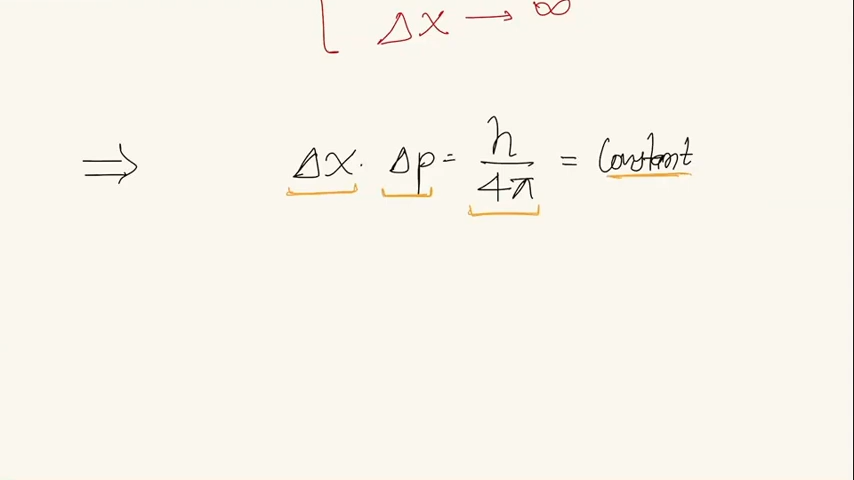 Δx → ∞
⇒ Δx · Δp = h/4π = Constant